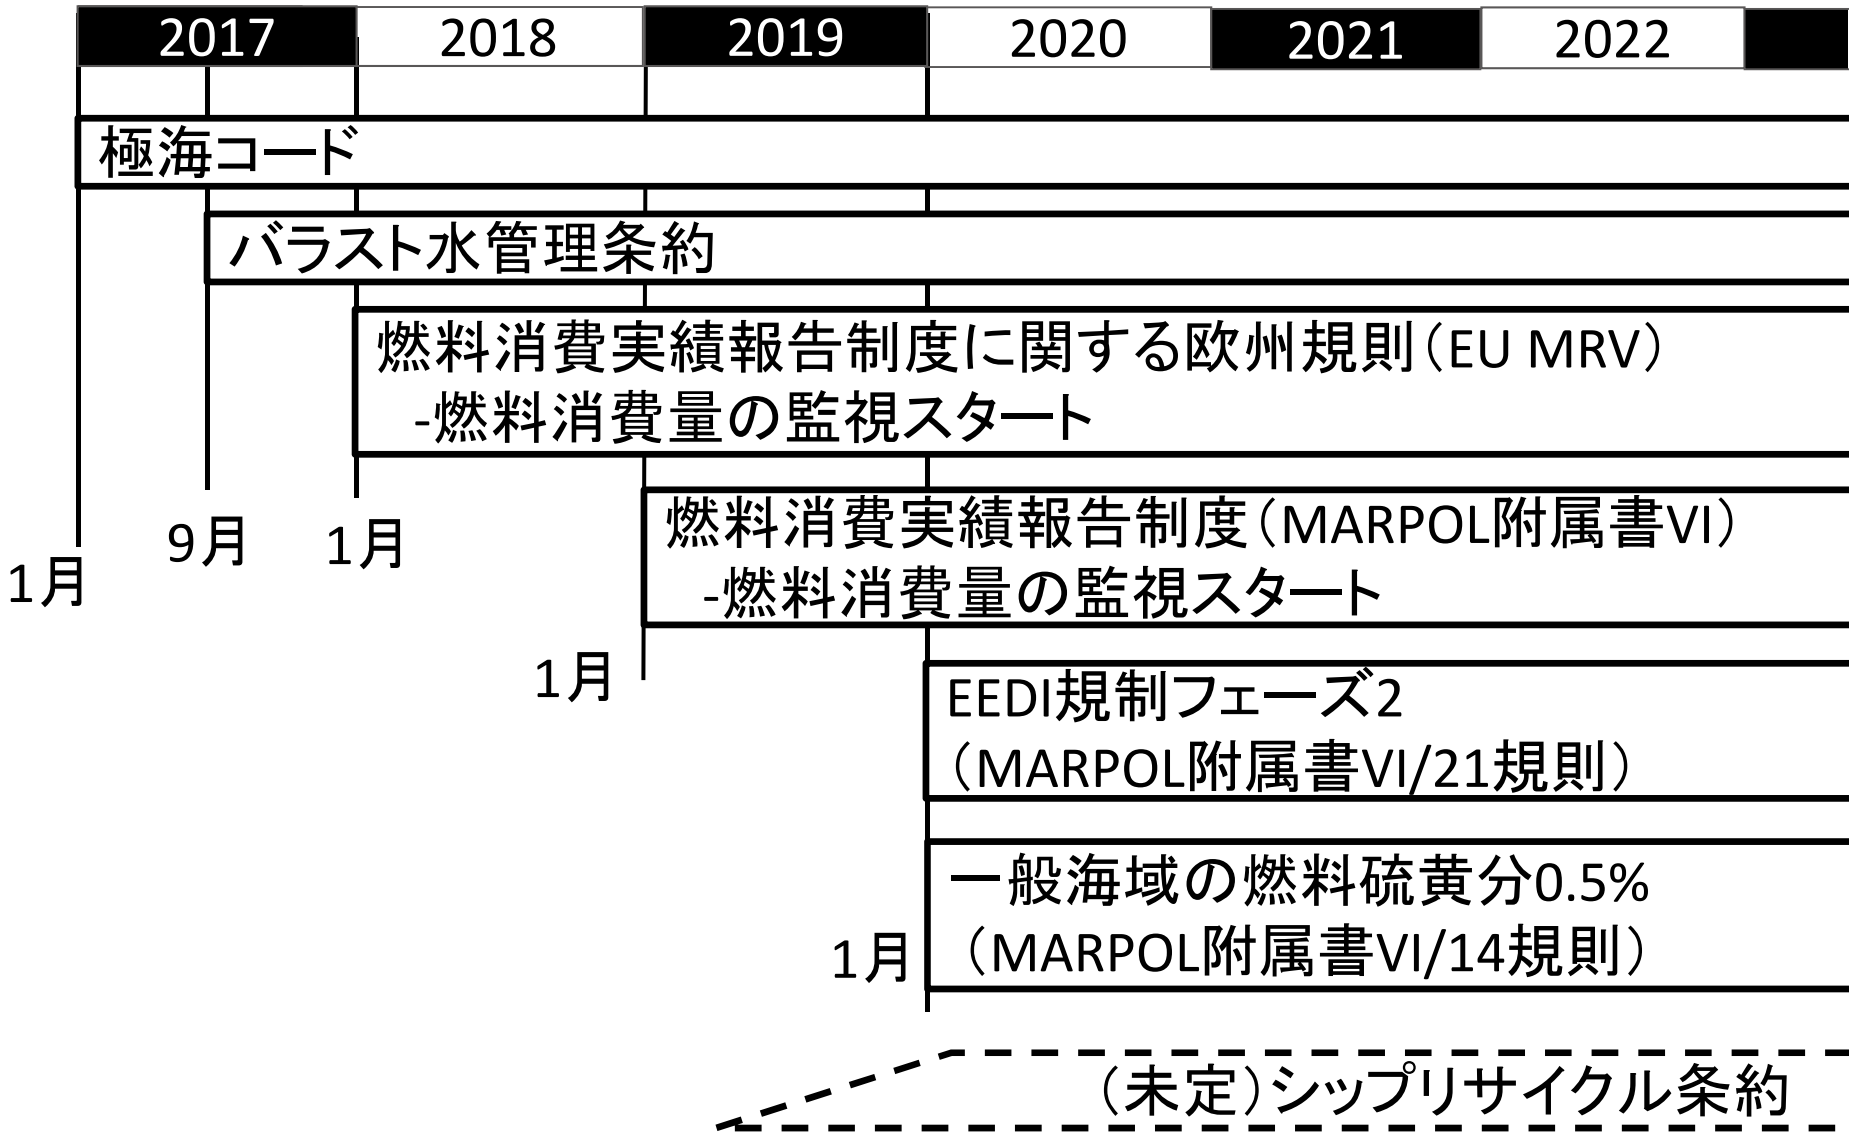 2017 2018 2019 2020 2021 2022
極海コード
バラスト水管理条約
燃料消費実績報告制度に関する欧州規則（EU MRV）
-燃料消費量の監視スタート
燃料消費実績報告制度（MARPOL附属書VI）
-燃料消費量の監視スタート
1月
9月
1月
1月
EEDI規制フェーズ2
（MARPOL附属書VI/21規則）
一般海域の燃料硫黄分0.5%
（MARPOL附属書VI/14規則）
1月
（未定）シップリサイクル条約